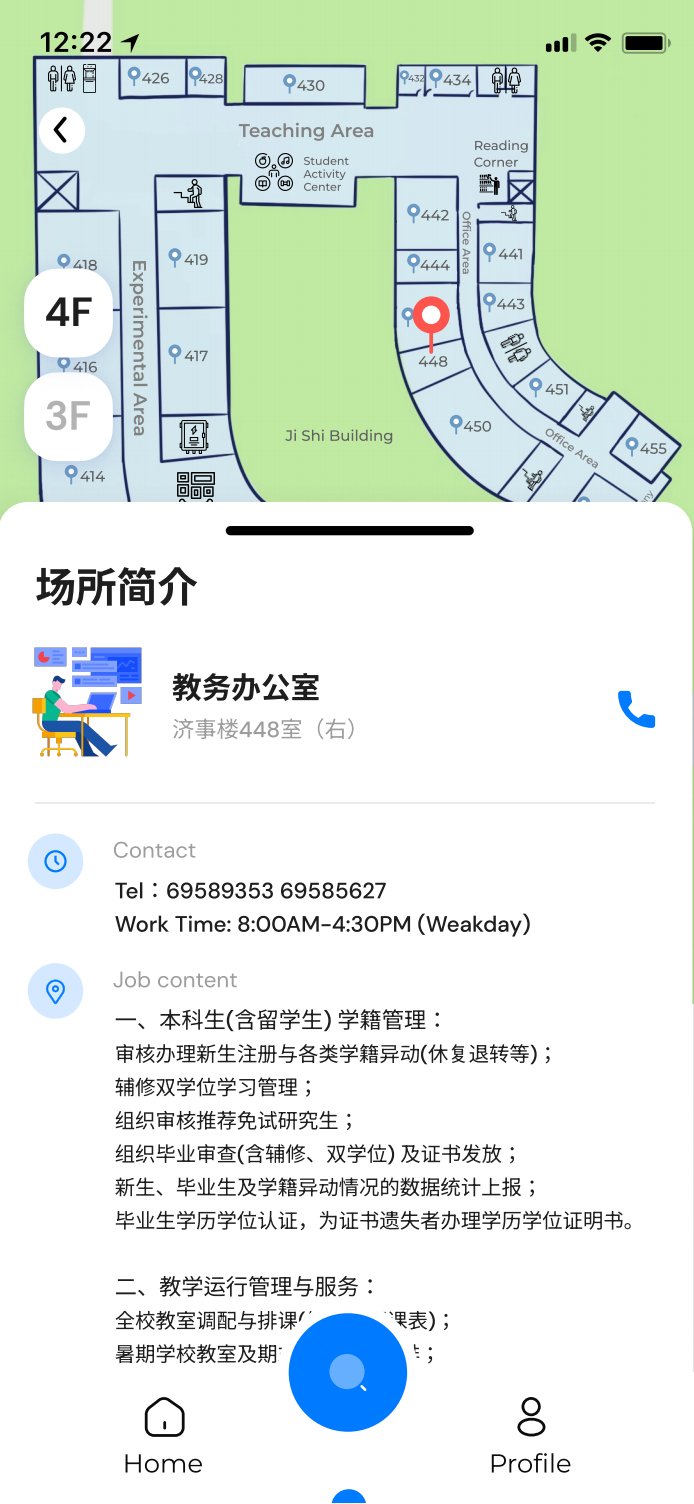 12:22
426
428
430
432
434
Teaching Area
Student
Activity
Center
Reading
Corner
418
419
442
Office Area
441
444
443
4F
Experimental Area
416
417
448
451
3F
450
Ji Shi Building
Office Area
455
414
场所简介
教务办公室
济事楼448室（右）
Contact
Tel：69589353 69585627
Work Time: 8:00AM-4:30PM (Weakday)
Job content
一、本科生(含留学生) 学籍管理：
审核办理新生注册与各类学籍异动(休复退转等)；
辅修双学位学习管理；
组织审核推荐免试研究生；
组织毕业审查(含辅修、双学位) 及证书发放；
新生、毕业生及学籍异动情况的数据统计上报；
毕业生学历学位认证，为证书遗失者办理学历学位证明书。
二、教学运行管理与服务：
全校教室调配与排课( 课表)；
暑期学校教室及期 ；
Home
Profile